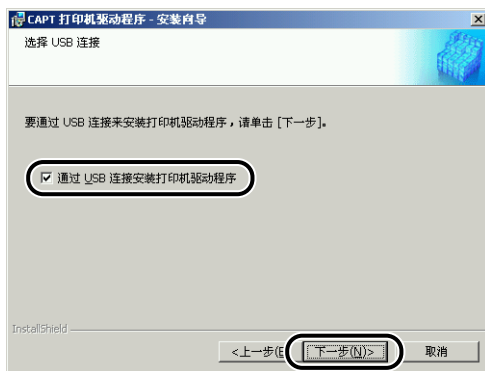 CAPT 打印机驱动程序 - 安装向导
选择 USB 连接
要通过 USB 连接来安装打印机驱动程序，请单击 [下一步]。
通过 USB 连接安装打印机驱动程序
InstallShield
<上一步(B 下一步(N)> 取消